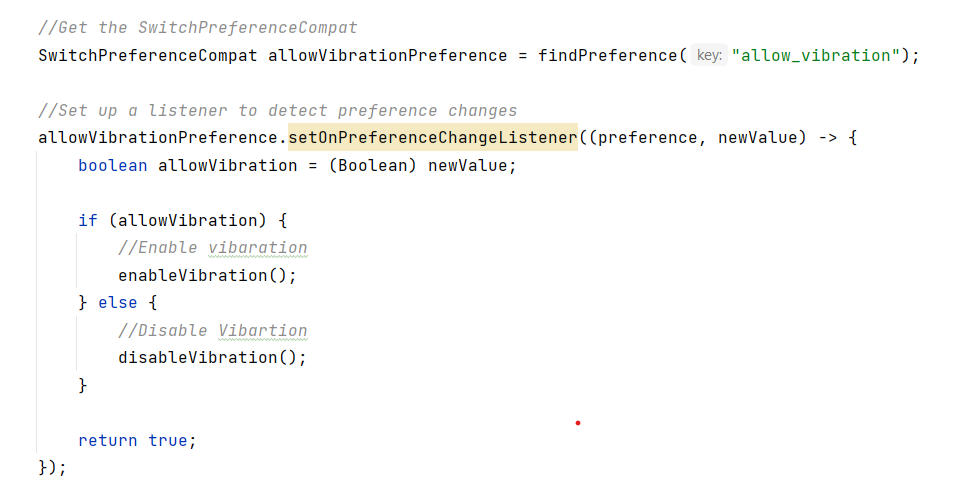 //Get the SwitchPreferenceCompat
SwitchPreferenceCompat allowVibrationPreference = findPreference( key: "allow_vibration");
//Set up a listener to detect preference changes
allowVibrationPreference.setOnPreferenceChangeListener((preference, newValue) -> {
boolean allowVibration = (Boolean) newValue;
if (allowVibration) {
//Enable vibaration
enableVibration();
} else {
//Disable Vibartion
disableVibration();
}
return true;
});